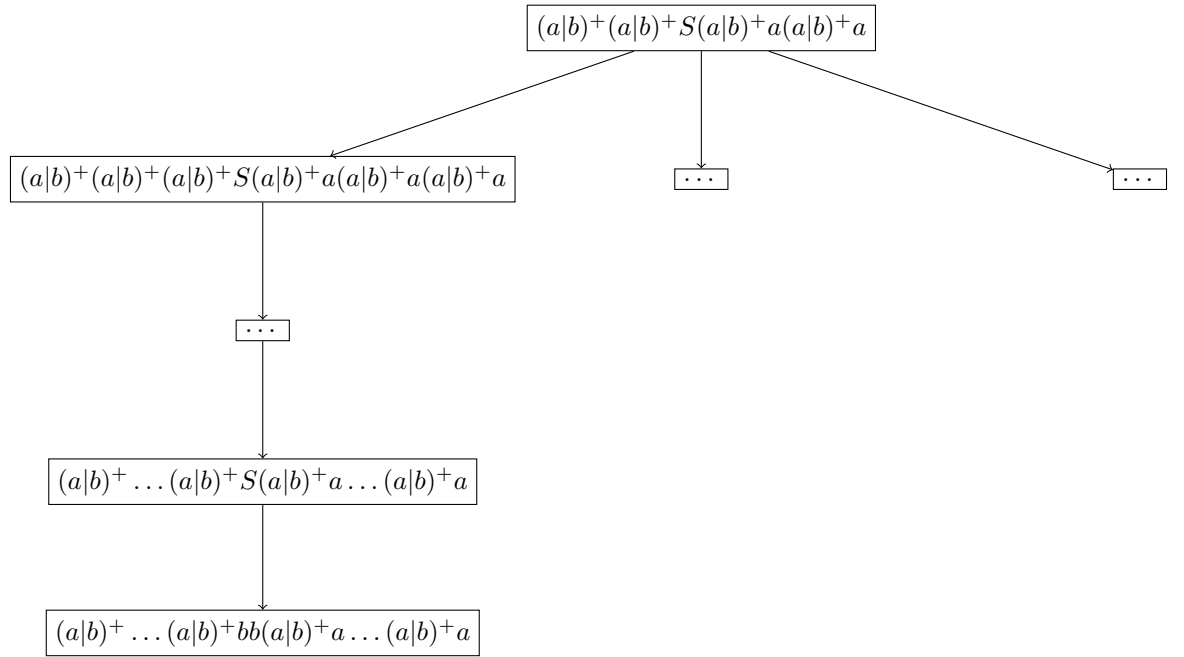 (a|b)⁺(a|b)⁺S(a|b)⁺a(a|b)⁺a
(a|b)⁺(a|b)⁺(a|b)⁺S(a|b)⁺a(a|b)⁺a(a|b)⁺a
···
···
···
(a|b)⁺...(a|b)⁺S(a|b)⁺a...(a|b)⁺a
(a|b)⁺...(a|b)⁺bb(a|b)⁺a...(a|b)⁺a